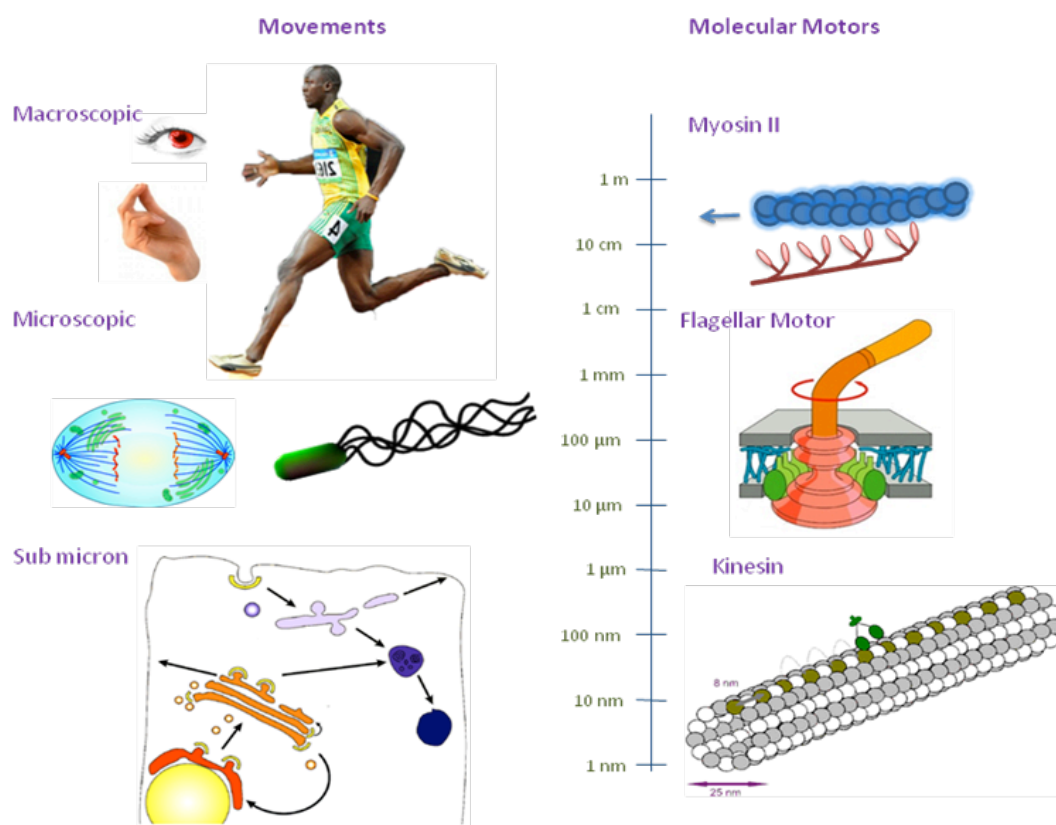 Movements
Molecular Motors
Macroscopic
Myosin II
1 m
10 cm
1 cm
Microscopic
Flagellar Motor
1 mm
100 µm
10 µm
Sub micron
1 µm
Kinesin
100 nm
8 nm
10 nm
1 nm
25 nm
4